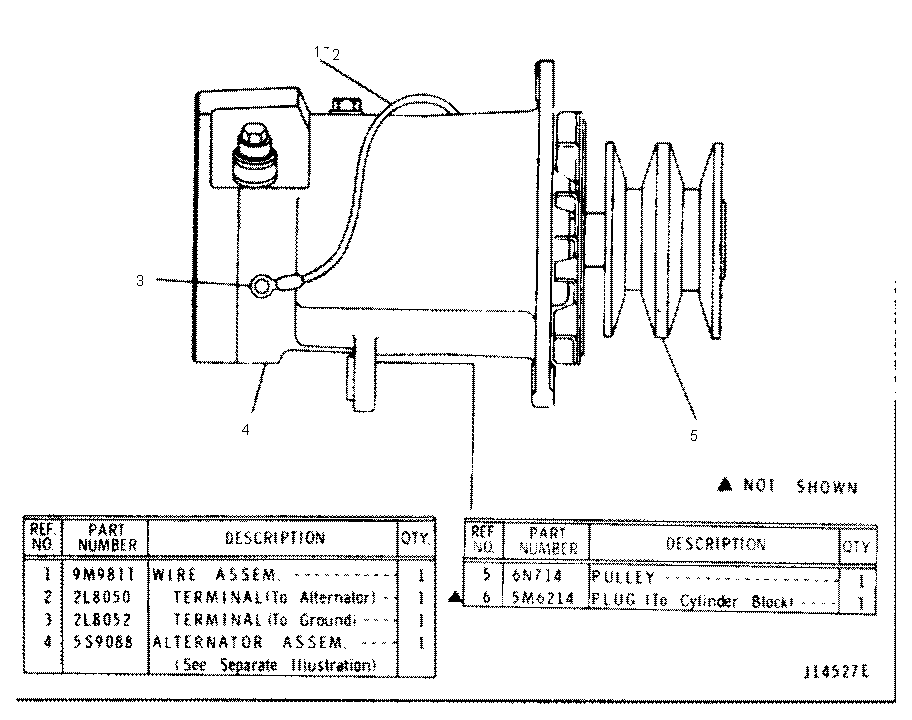 1-2
3
4
5
▲ NOT SHOWN
REF NO. PART NUMBER DESCRIPTION QTY.
1 9M9811 WIRE ASSEM. 1
2 2L8050 TERMINAL (To Alternator) 1
3 2L8052 TERMINAL (To Ground) 1
4 5S9088 ALTERNATOR ASSEM. 1
(See Separate Illustration)
REF NO. PART NUMBER DESCRIPTION QTY
5 6N714 PULLEY 1
▲ 6 5M6214 PLUG (To Cylinder Block) 1
J14527E